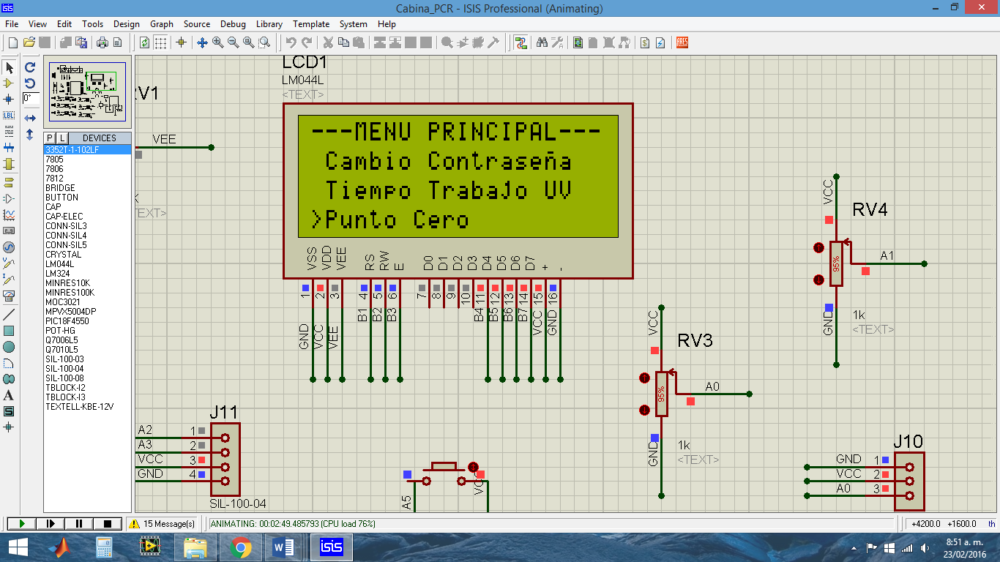 Cabina_PCR - ISIS Professional (Animating)
File View Edit Tools Design Graph Source Debug Library Template System Help
LCD1
LM044L
<TEXT>
---MENU PRINCIPAL---
Cambio Contraseña
Tiempo Trabajo UV
>Punto Cero
VSS VDD VEE RS RW E D0 D1 D2 D3 D4 D5 D6 D7 + -
1 2 3 4 5 6 7 8 9 10 11 12 13 14 15 16
GND VCC VEE B1 B2 B3 B4 B5 B6 B7 VCC GND
RV1
VEE
K
TEXT>
0°
LBL
P L DEVICES
3352T-1-102LF
7805
7806
7812
BRIDGE
BUTTON
CAP
CAP-ELEC
CONN-SIL3
CONN-SIL4
CONN-SIL5
CRYSTAL
LM044L
LM324
MINRES10K
MINRES100K
MOC3021
MPVX5004DP
PIC18F4550
POT-HG
Q7006L5
Q7010L5
SIL-100-03
SIL-100-04
SIL-100-08
TBLOCK-I2
TBLOCK-I3
TEXTELL-KBE-12V
VCC
RV4
95%
A1
GND
1k
<TEXT>
VCC
RV3
95%
A0
GND
1k
<TEXT>
J11
A2 1
A3 2
VCC 3
GND 4
SIL-100-04
A5
VCC
J10
GND 1
VCC 2
A0 3
15 Message(s)
ANIMATING: 00:02:49.485793 (CPU load 76%)
+4200.0 +1600.0 th
isis
8:51 a. m.
23/02/2016